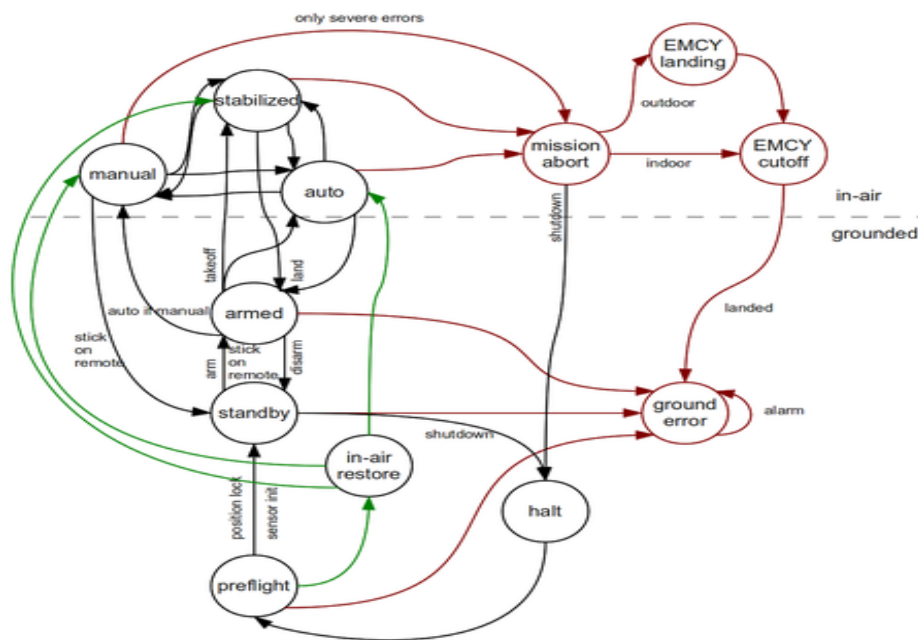 only severe errors
EMCY
landing
stabilized
outdoor
mission
abort
EMCY
cutoff
indoor
manual
auto
in-air
grounded
shutdown
takeoff
land
landed
auto if manual
armed
stick
on
remote
arm
stick
on
remote
disarm
standby
ground
error
alarm
shutdown
in-air
restore
position lock
sensor init
halt
preflight